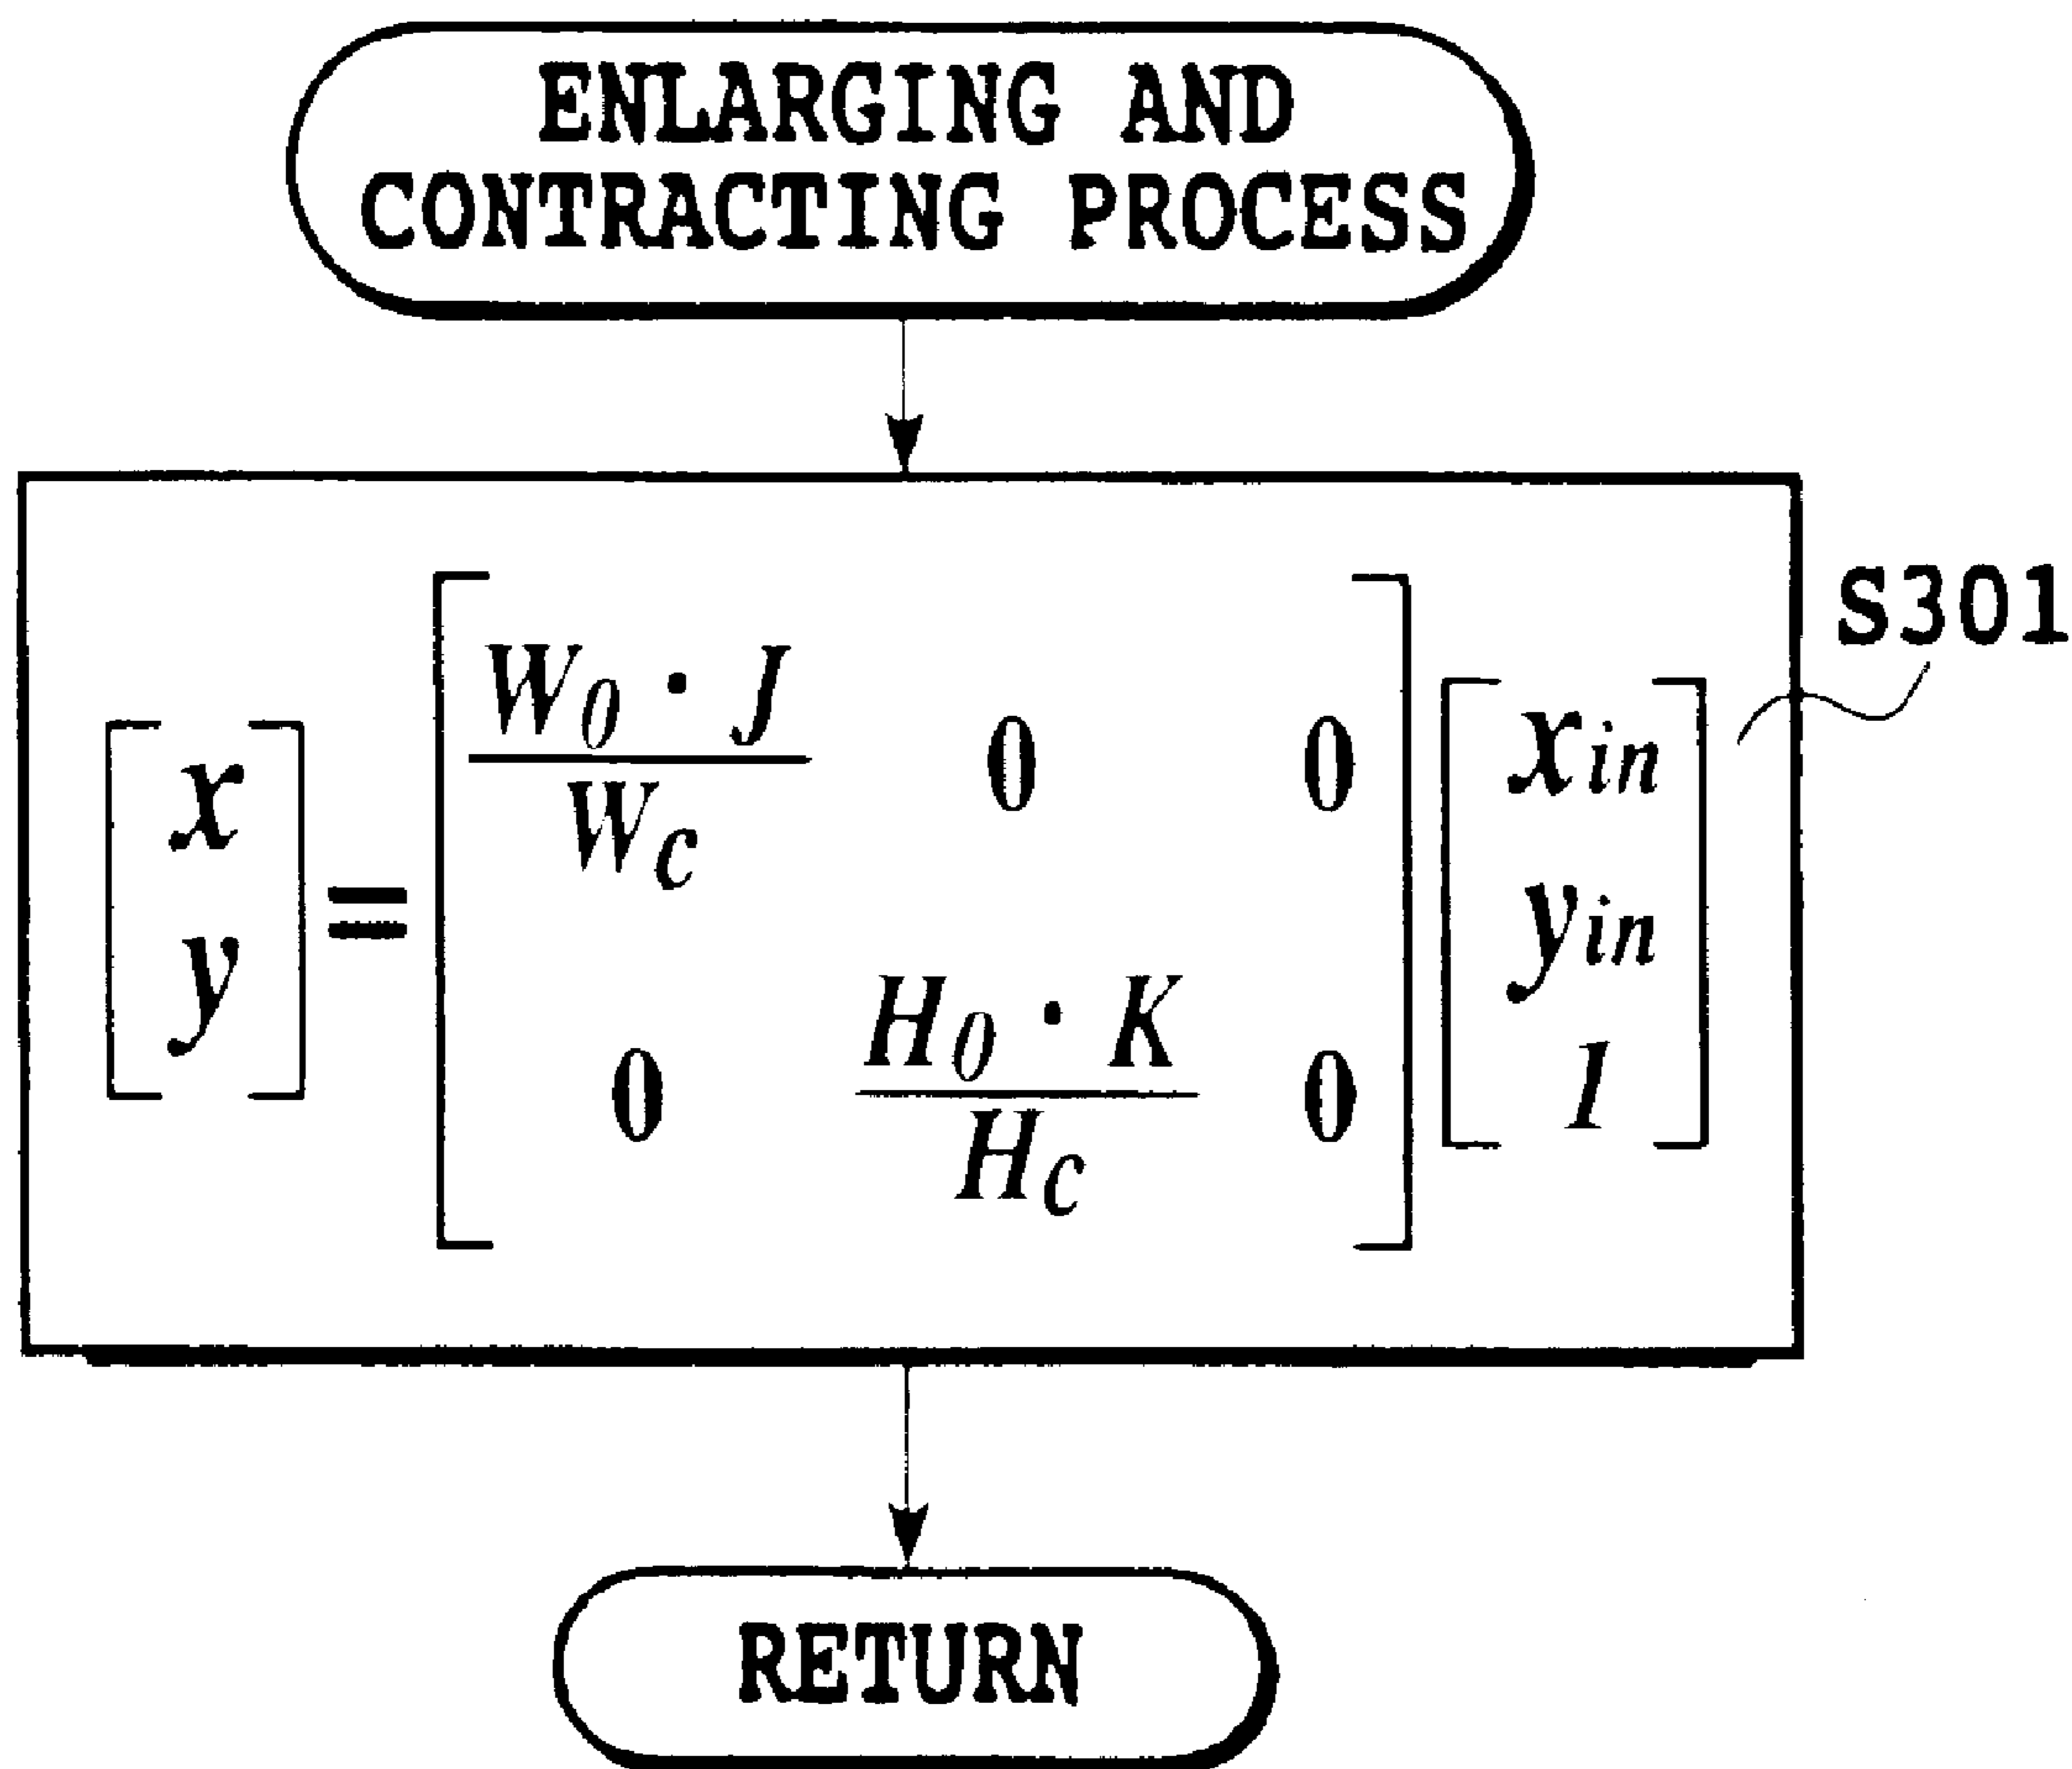 ENLARGING AND
CONTRACTING PROCESS
S301
[x y] = [W0·J/Wc 0 0
0 H0·K/Hc 0] [xin yin 1]
RETURN